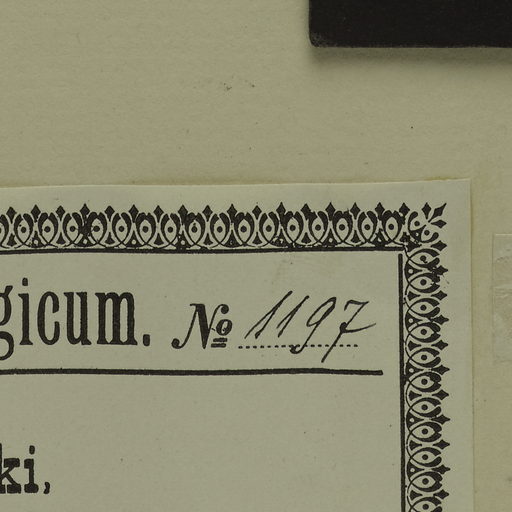 gicum. № 1197
ki,